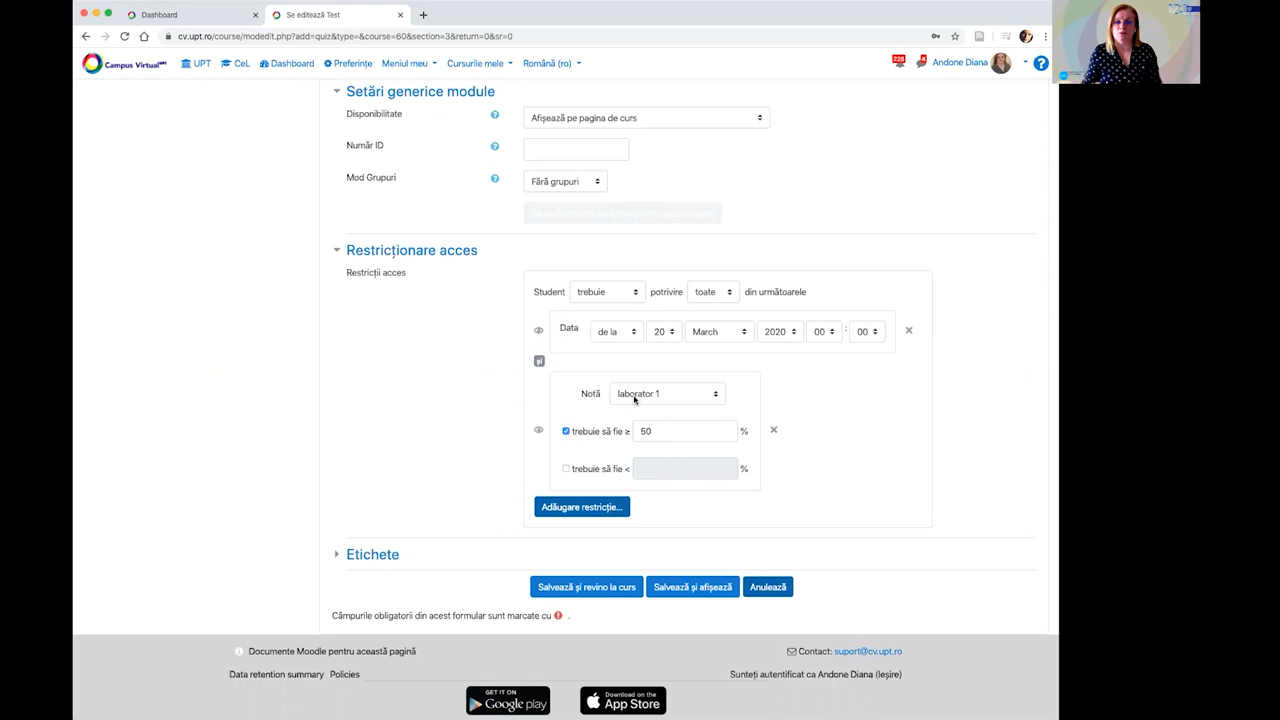 Dashboard
Se editează Test
cv.upt.ro/course/modedit.php?add=quiz&type=&course=60&section=3&return=0&sr=0
Campus Virtual UPT
UPT
CeL
Dashboard
Preferințe
Meniul meu
Cursurile mele
Română (ro)
228
Andone Diana
Setări generice module
Disponibilitate
Afișează pe pagina de curs
Număr ID
Mod Grupuri
Fără grupuri
Restricționare acces
Restricții acces
Student trebuie potrivire toate din următoarele
Data de la 20 March 2020 00 : 00
și
Notă laborator 1
trebuie să fie ≥ 50 %
trebuie să fie < %
Adăugare restricție...
Etichete
Salvează și revino la curs
Salvează și afișează
Anulează
Câmpurile obligatorii din acest formular sunt marcate cu .
Documente Moodle pentru această pagină
Contact: suport@cv.upt.ro
Data retention summary
Policies
Sunteți autentificat ca Andone Diana (Ieșire)
GET IT ON
Google play
Download on the
App Store